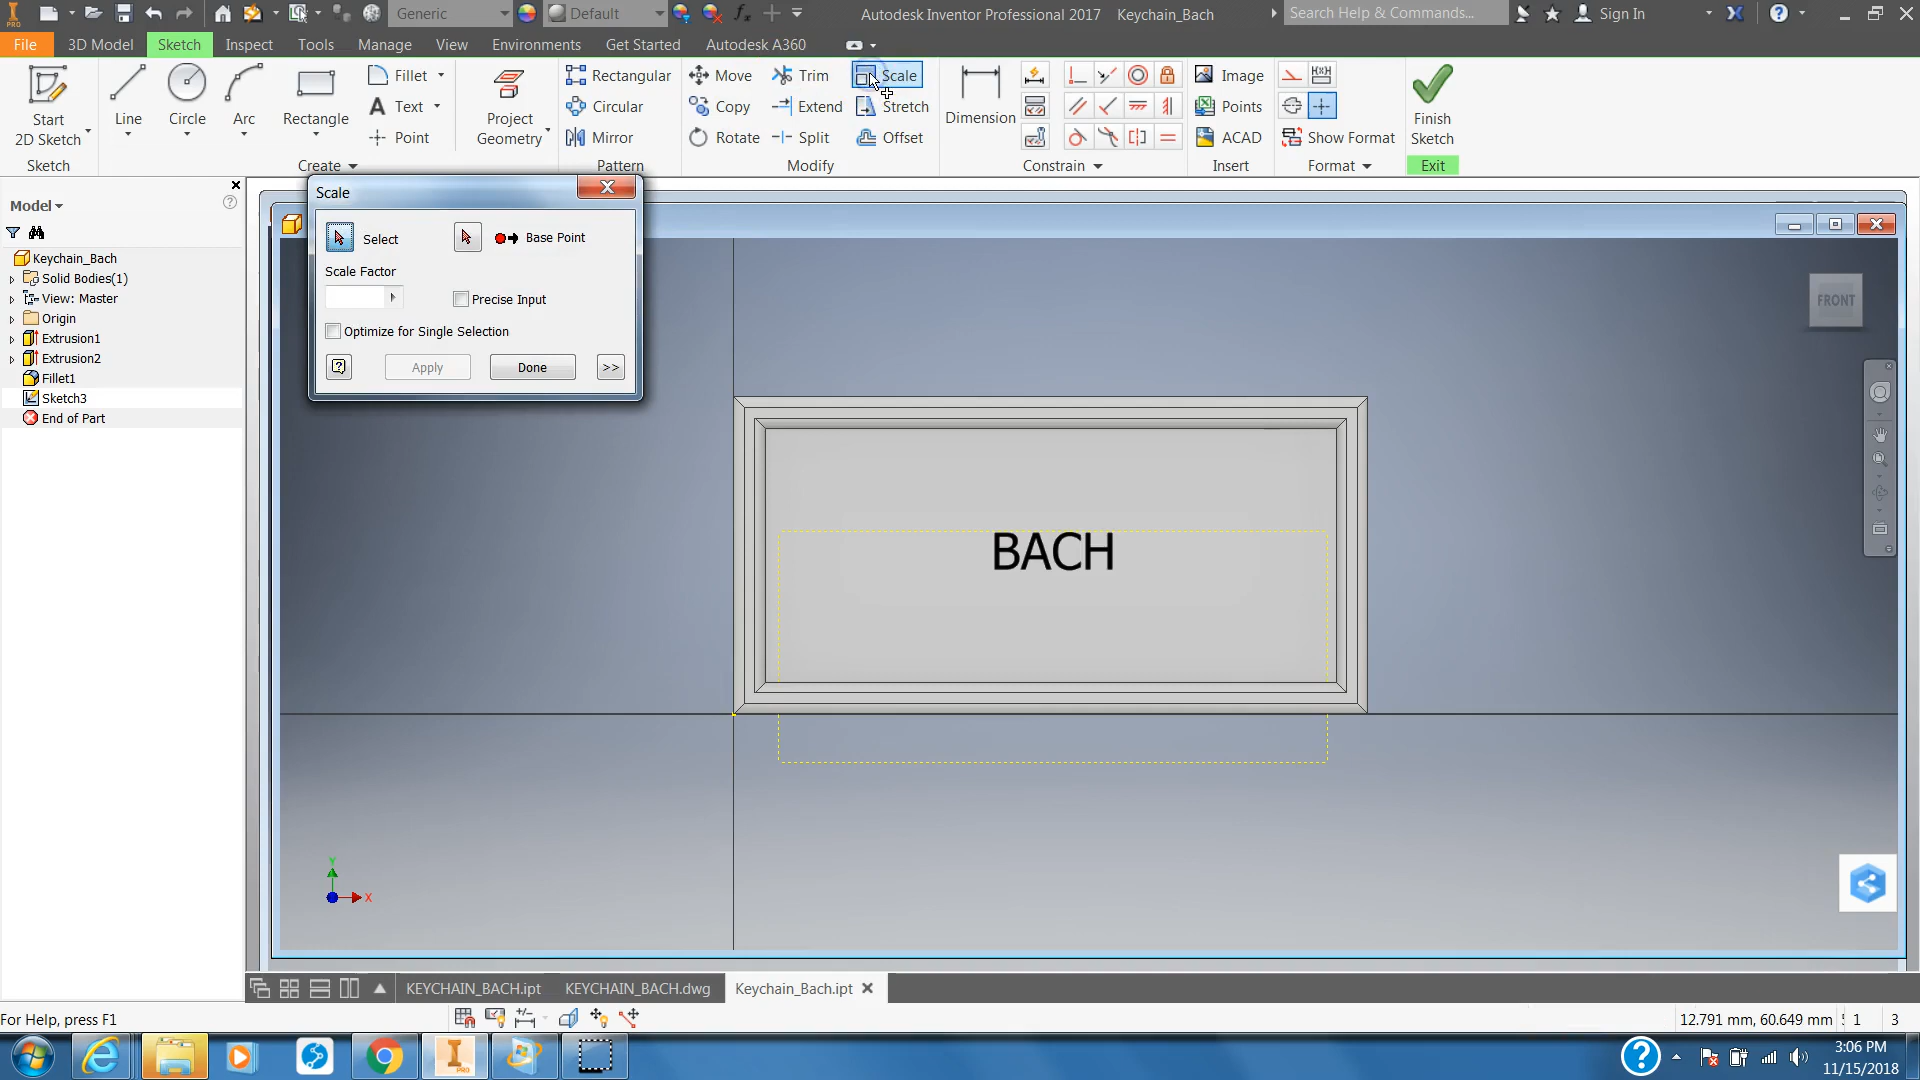 PRO
Generic
Default
Autodesk Inventor Professional 2017 Keychain_Bach
Search Help & Commands...
Sign In
File 3D Model Sketch Inspect Tools Manage View Environments Get Started Autodesk A360
Start
2D Sketch
Line
Circle
Arc
Rectangle
Fillet
Text
Point
Project
Geometry
Rectangular
Circular
Mirror
Move
Copy
Rotate
Trim
Extend
Split
Scale
Stretch
Offset
Dimension
Image
Points
ACAD
Show Format
Finish
Sketch
Sketch Create Pattern Modify Constrain Insert Format Exit
Model
Keychain_Bach
Solid Bodies(1)
View: Master
Origin
Extrusion1
Extrusion2
Fillet1
Sketch3
End of Part
Scale
Select
Base Point
Scale Factor
Precise Input
Optimize for Single Selection
Apply
Done
>>
FRONT
BACH
Y
X
KEYCHAIN_BACH.ipt KEYCHAIN_BACH.dwg Keychain_Bach.ipt
For Help, press F1
12.791 mm, 60.649 mm
1
3
PRO
3:06 PM
11/15/2018